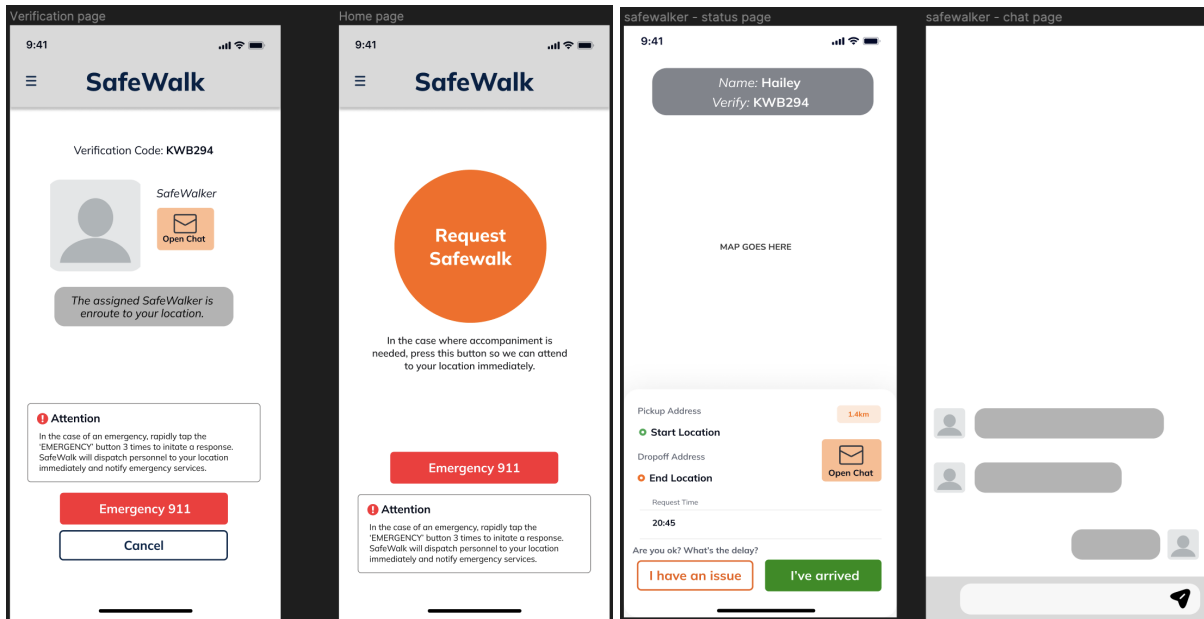 Verification page
9:41
☰ SafeWalk
Verification Code: KWB294
SafeWalker
Open Chat
The assigned SafeWalker is
enroute to your location.
Attention
In the case of an emergency, rapidly tap the
'EMERGENCY' button 3 times to initate a response.
SafeWalk will dispatch personnel to your location
immediately and notify emergency services.
Emergency 911
Cancel
Home page
9:41
☰ SafeWalk
Request
Safewalk
In the case where accompaniment is
needed, press this button so we can attend
to your location immediately.
Emergency 911
Attention
In the case of an emergency, rapidly tap the
'EMERGENCY' button 3 times to initate a response.
SafeWalk will dispatch personnel to your location
immediately and notify emergency services.
safewalker - status page
9:41
Name: Hailey
Verify: KWB294
MAP GOES HERE
Pickup Address
1.4km
Start Location
Dropoff Address
Open Chat
End Location
Request Time
20:45
Are you ok? What's the delay?
I have an issue
I've arrived
safewalker - chat page